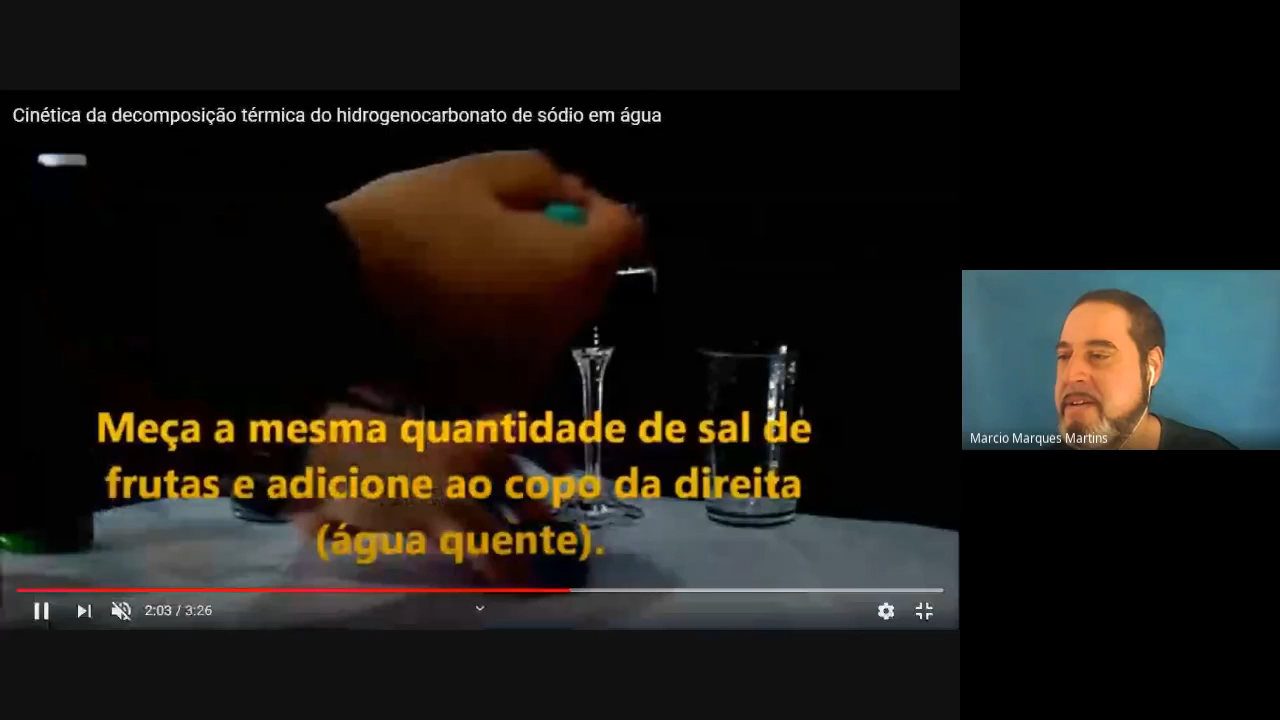 Cinética da decomposição térmica do hidrogenocarbonato de sódio em água
Meça a mesma quantidade de sal de
frutas e adicione ao copo da direita
(água quente).
2:03 / 3:26
Marcio Marques Martins